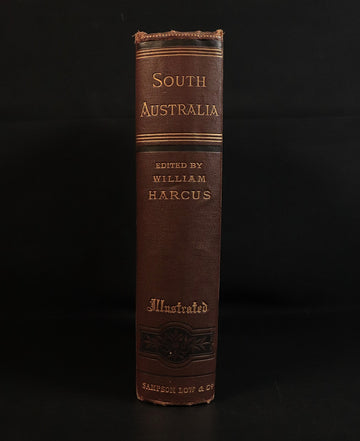 SOUTH
AUSTRALIA
EDITED BY
WILLIAM
HARCUS
Illustrated
SAMPSON LOW & Co